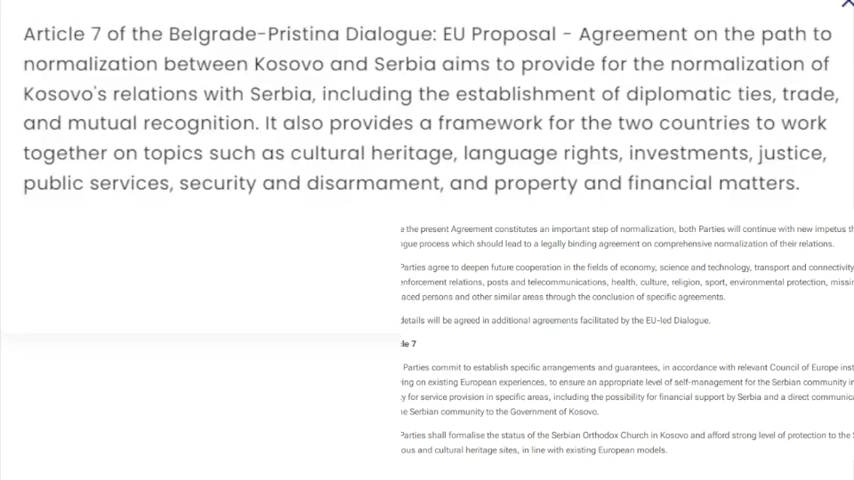 Article 7 of the Belgrade-Pristina Dialogue: EU Proposal - Agreement on the path to
normalization between Kosovo and Serbia aims to provide for the normalization of
Kosovo's relations with Serbia, including the establishment of diplomatic ties, trade,
and mutual recognition. It also provides a framework for the two countries to work
together on topics such as cultural heritage, language rights, investments, justice,
public services, security and disarmament, and property and financial matters.
e the present Agreement constitutes an important step of normalization, both Parties will continue with new impetus th
gue process which should lead to a legally binding agreement on comprehensive normalization of their relations.
Parties agree to deepen future cooperation in the fields of economy, science and technology, transport and connectivity
enforcement relations, posts and telecommunications, health, culture, religion, sport, environmental protection, missin
aced persons and other similar areas through the conclusion of specific agreements.
details will be agreed in additional agreements facilitated by the EU-led Dialogue.
le 7
Parties commit to establish specific arrangements and guarantees, in accordance with relevant Council of Europe inst
ing on existing European experiences, to ensure an appropriate level of self-management for the Serbian community in
y for service provision in specific areas, including the possibility for financial support by Serbia and a direct communica
e Serbian community to the Government of Kosovo.
Parties shall formalise the status of the Serbian Orthodox Church in Kosovo and afford strong level of protection to the S
ous and cultural heritage sites, in line with existing European models.